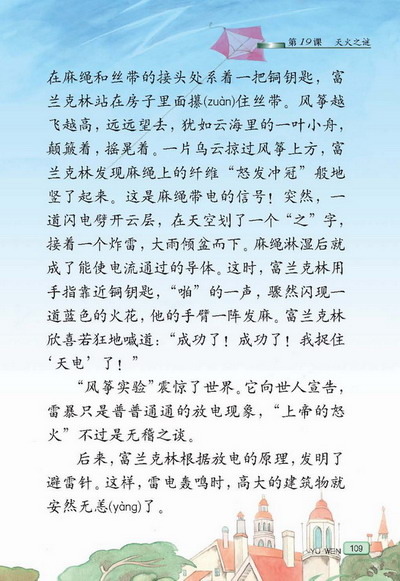 第19课 天火之谜
在麻绳和丝带的接头处系着一把铜钥匙，富
兰克林站在房子里面攥(zuàn)住丝带。风筝越
飞越高，远远望去，犹如云海里的一叶小舟，
颠簸着，摇晃着。一片乌云掠过风筝上方，富
兰克林发现麻绳上的纤维“怒发冲冠”般地
竖了起来。这是麻绳带电的信号！突然，一
道闪电劈开云层，在天空划了一个“之”字，
接着一个炸雷，大雨倾盆而下。麻绳淋湿后就
成了能使电流通过的导体。这时，富兰克林用
手指靠近铜钥匙，“啪”的一声，骤然闪现一
道蓝色的火花，他的手臂一阵发麻。富兰克林
欣喜若狂地喊道：“成功了！成功了！我捉住
‘天电’了！”
“风筝实验”震惊了世界。它向世人宣告，
雷暴只是普普通通的放电现象，“上帝的怒
火”不过是无稽之谈。
后来，富兰克林根据放电的原理，发明了
避雷针。这样，雷电轰鸣时，高大的建筑物就
安然无恙(yàng)了。
YU WEN 109